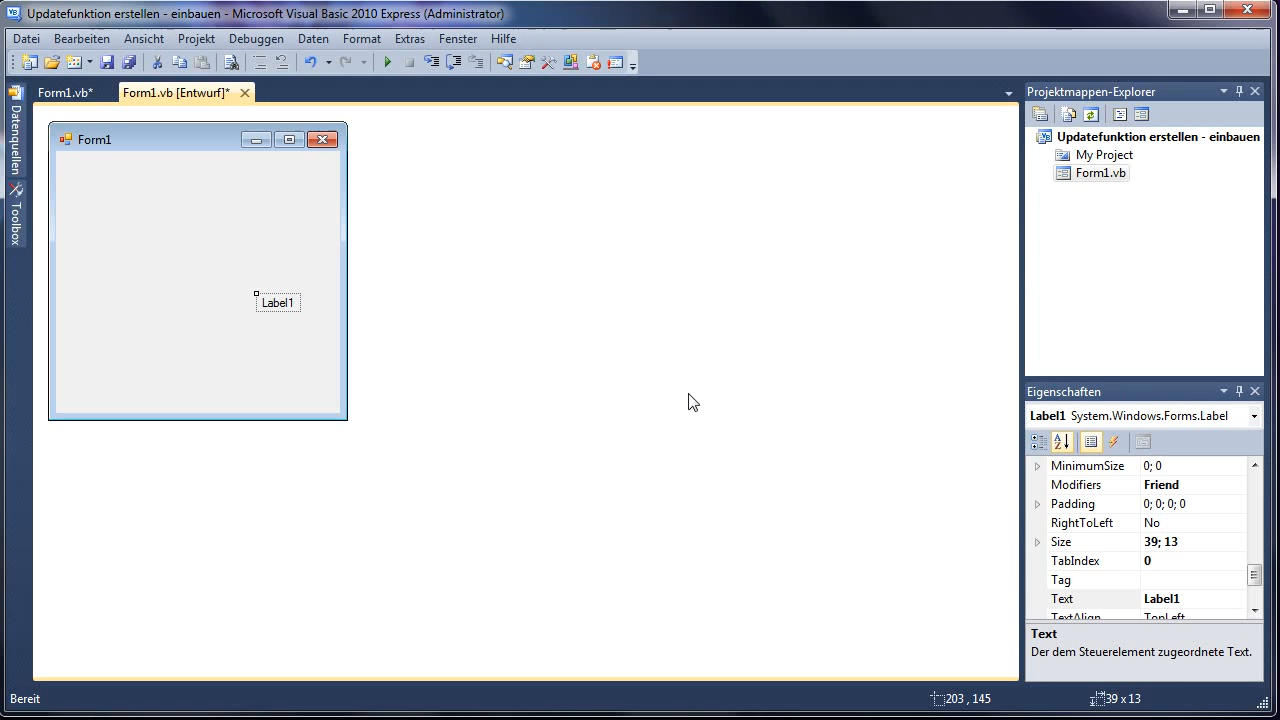 Updatefunktion erstellen - einbauen - Microsoft Visual Basic 2010 Express (Administrator)
Datei Bearbeiten Ansicht Projekt Debuggen Daten Format Extras Fenster Hilfe
Datenquellen
Toolbox
Form1.vb* Form1.vb [Entwurf]*
Form1
Label1
Projektmappen-Explorer
Updatefunktion erstellen - einbauen
My Project
Form1.vb
Eigenschaften
Label1 System.Windows.Forms.Label
MinimumSize 0; 0
Modifiers Friend
Padding 0; 0; 0; 0
RightToLeft No
Size 39; 13
TabIndex 0
Tag
Text Label1
TextAlign TopLeft
Text
Der dem Steuerelement zugeordnete Text.
Bereit 203 , 145 39 x 13